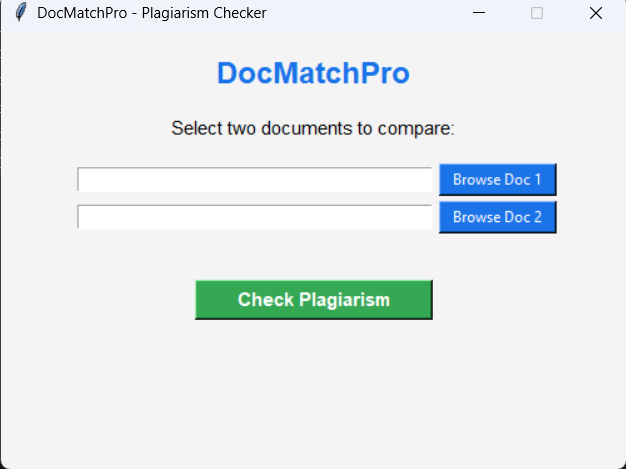 DocMatchPro - Plagiarism Checker
DocMatchPro
Select two documents to compare:
Browse Doc 1
Browse Doc 2
Check Plagiarism